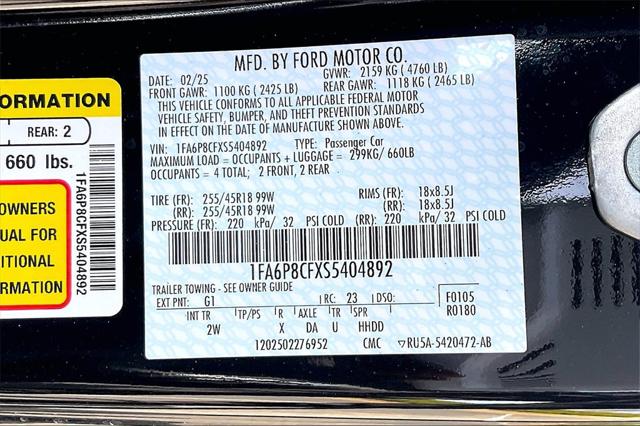 ORMATION
REAR: 2
660 lbs.
OWNERS
UAL FOR
ITIONAL
RMATION
1FA6P8CFXS5404892
MFD. BY FORD MOTOR CO.
DATE: 02/25 GVWR: 2159 KG ( 4760 LB)
FRONT GAWR: 1100 KG ( 2425 LB) REAR GAWR: 1118 KG ( 2465 LB)
THIS VEHICLE CONFORMS TO ALL APPLICABLE FEDERAL MOTOR
VEHICLE SAFETY, BUMPER, AND THEFT PREVENTION STANDARDS
IN EFFECT ON THE DATE OF MANUFACTURE SHOWN ABOVE.
VIN: 1FA6P8CFXS5404892 TYPE: Passenger Car
MAXIMUM LOAD = OCCUPANTS + LUGGAGE = 299KG/ 660LB
OCCUPANTS = 4 TOTAL; 2 FRONT, 2 REAR
TIRE (FR): 255/45R18 99W RIMS (FR): 18x8.5J
(RR): 255/45R18 99W (RR): 18x8.5J
PRESSURE (FR): 220 kPa/ 32 PSI COLD (RR): 220 kPa/ 32 PSI COLD
1FA6P8CFXS5404892
TRAILER TOWING - SEE OWNER GUIDE
EXT PNT: G1 RC: 23 DSO: F0105
INT TR TP/PS R AXLE TR SPR R0180
2W X DA U HHDD
1202502276952 CMC ▼RU5A-5420472-AB